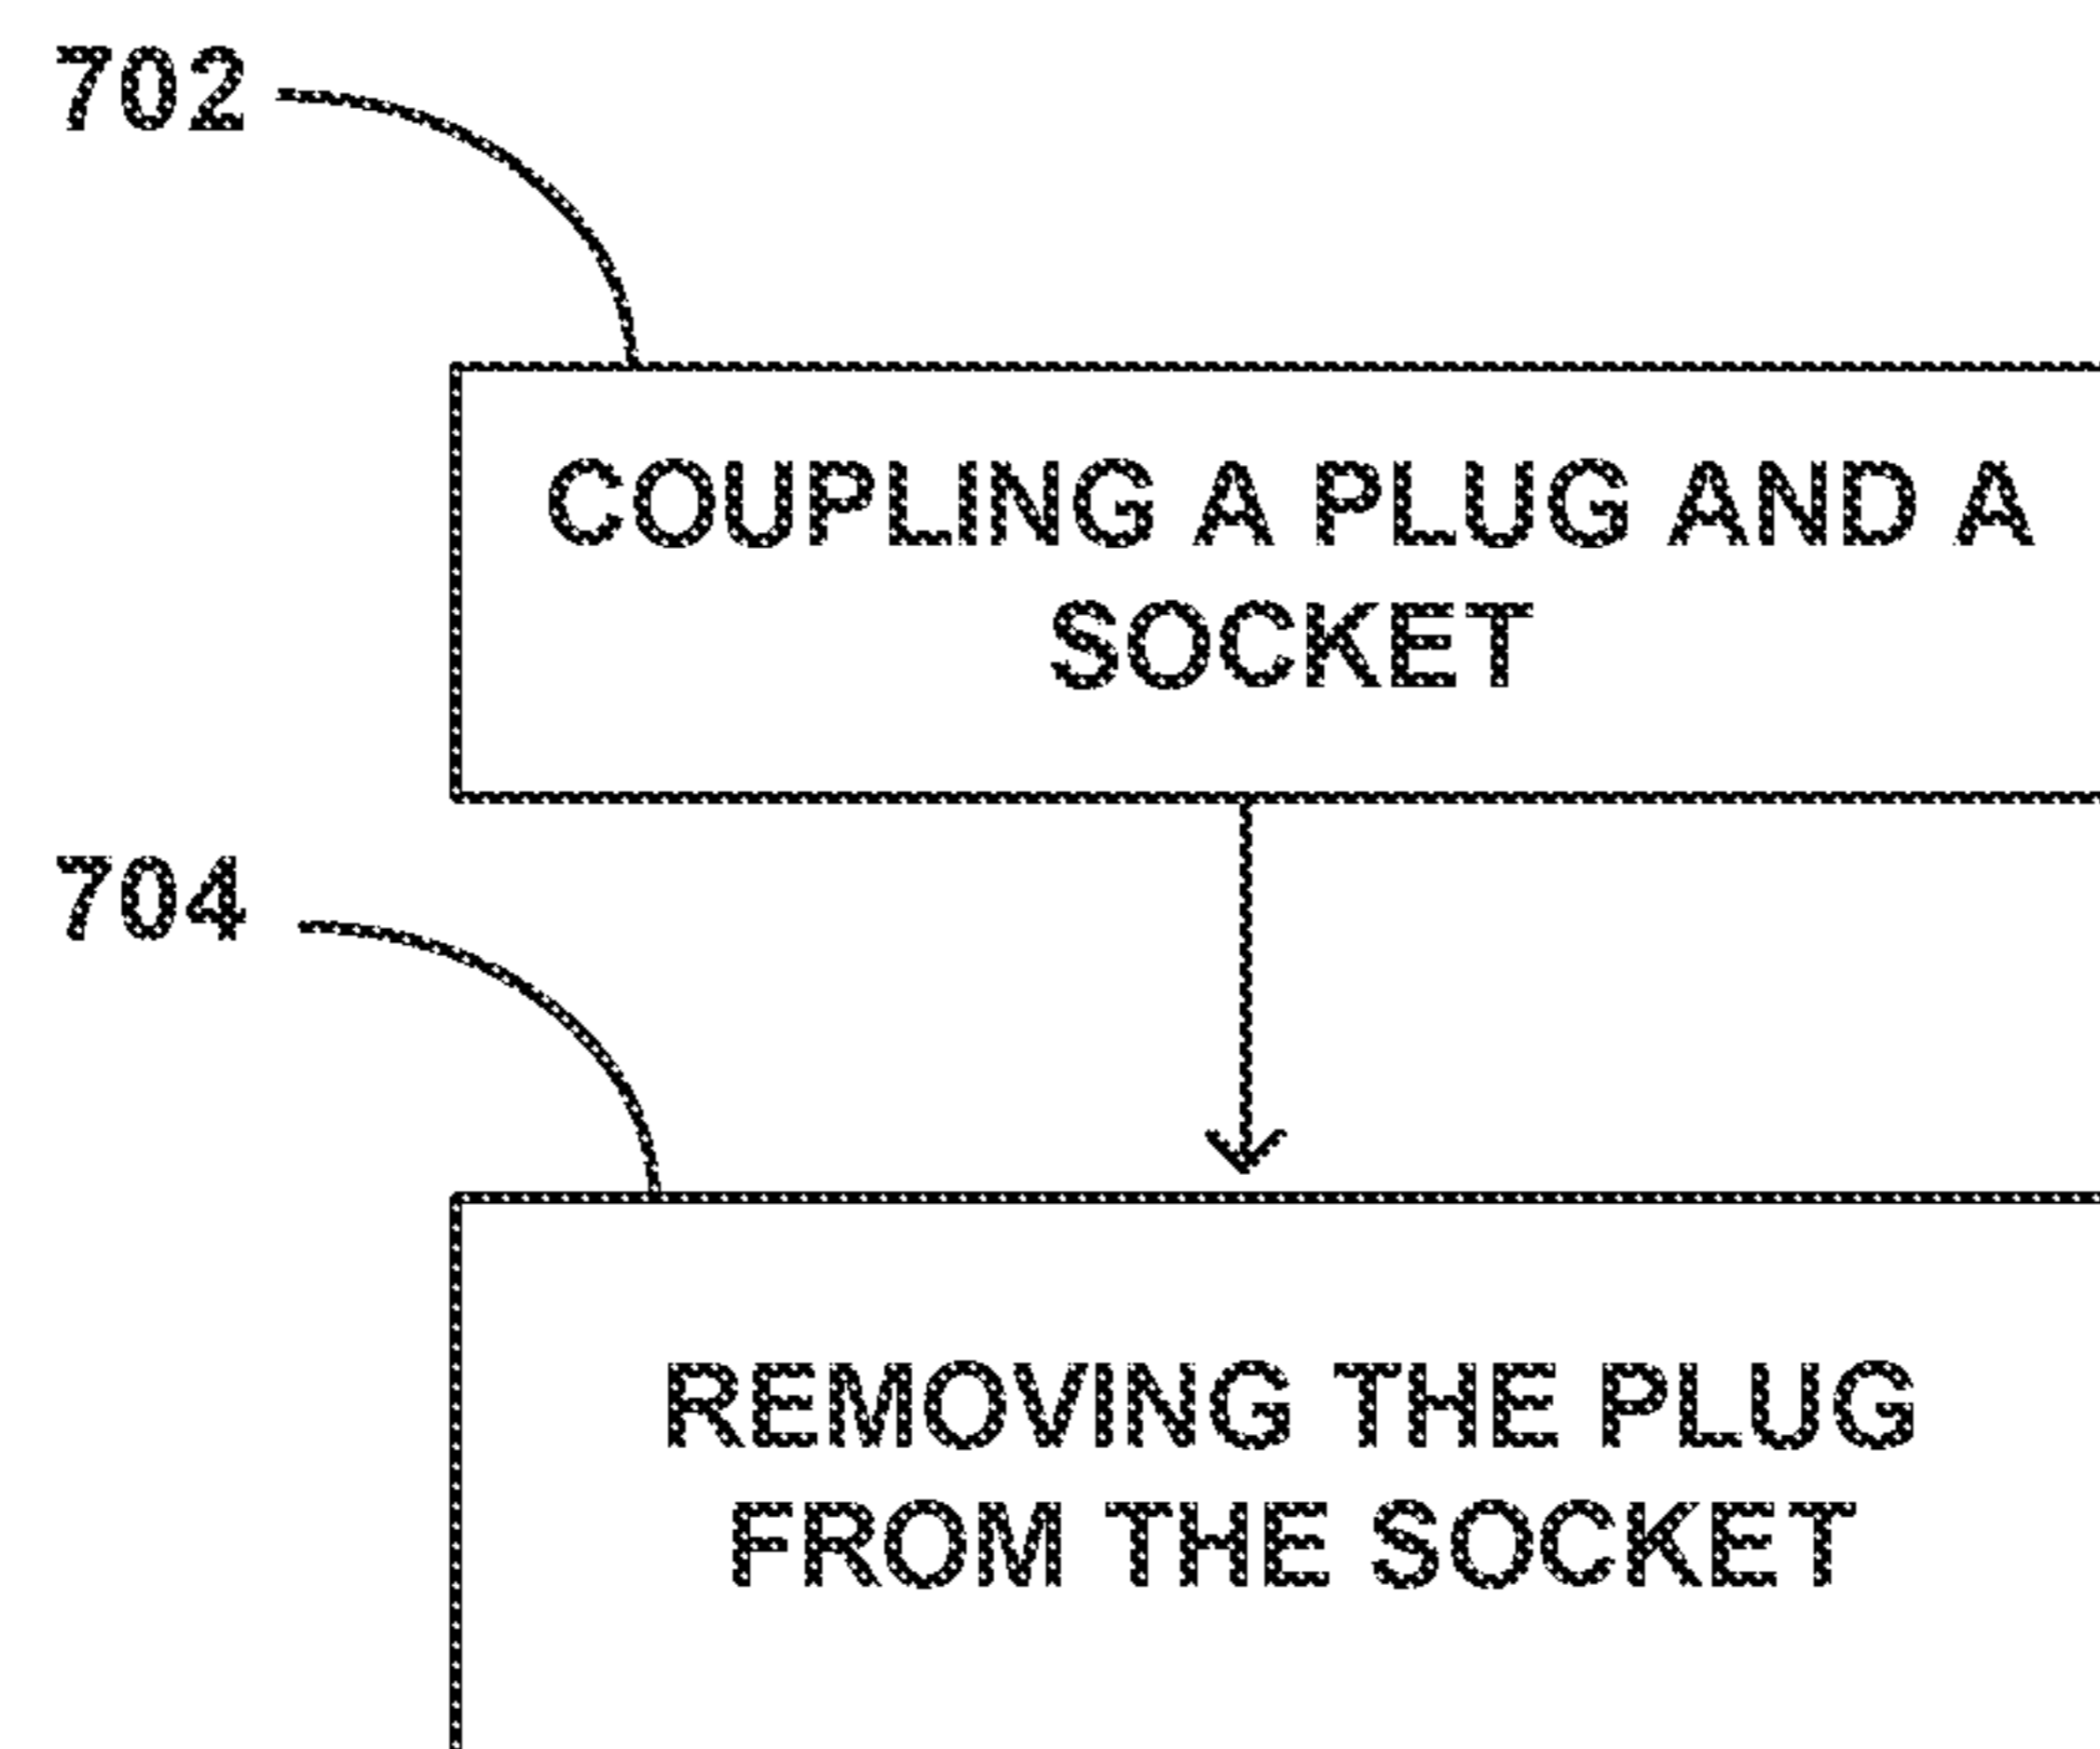 702
COUPLING A PLUG AND A
SOCKET
704
REMOVING THE PLUG
FROM THE SOCKET